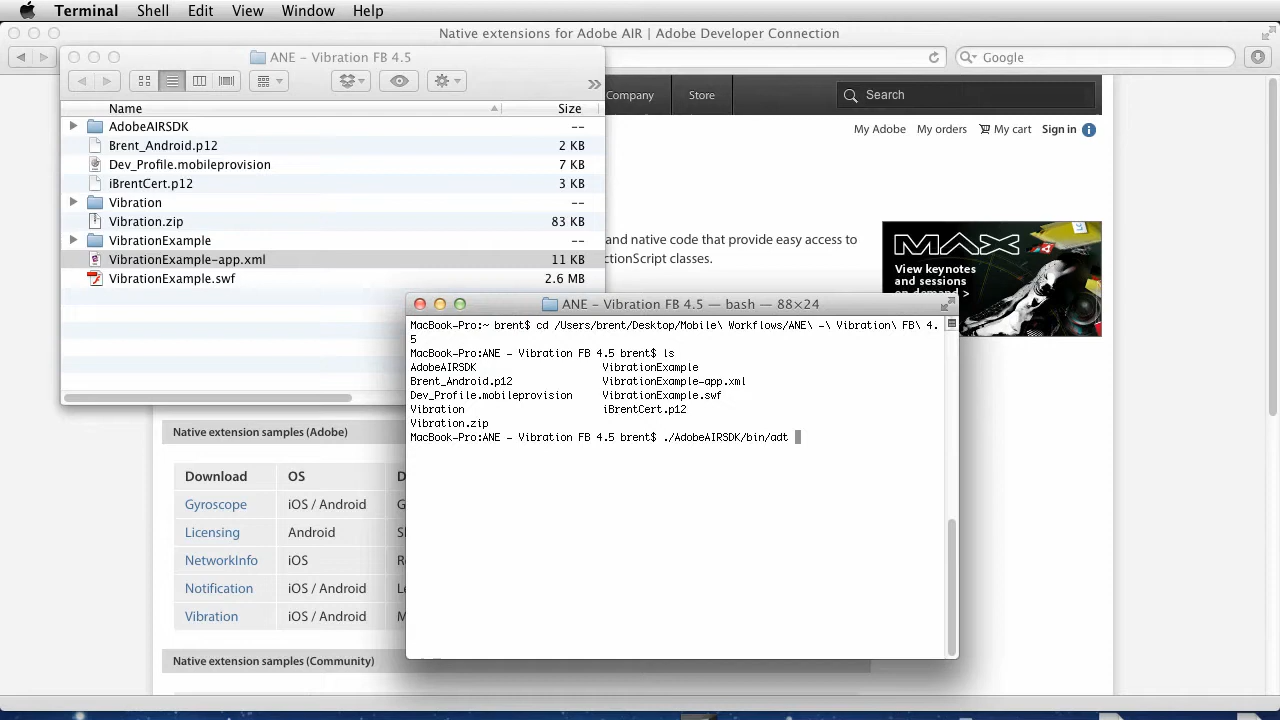 Terminal Shell Edit View Window Help
Native extensions for Adobe AIR | Adobe Developer Connection
ANE – Vibration FB 4.5
Google
Name Size
AdobeAIRSDK --
Brent_Android.p12 2 KB
Dev_Profile.mobileprovision 7 KB
iBrentCert.p12 3 KB
Vibration --
Vibration.zip 83 KB
VibrationExample --
VibrationExample-app.xml 11 KB
VibrationExample.swf 2.6 MB
Company Store Search
My Adobe My orders My cart Sign in
and native code that provide easy access to
ctionScript classes.
MAX
View keynotes
and sessions
on demand >
ANE – Vibration FB 4.5 — bash — 88×24
MacBook-Pro:~ brent$ cd /Users/brent/Desktop/Mobile\ Workflows/ANE\ -\ Vibration\ FB\ 4.
5
MacBook-Pro:ANE - Vibration FB 4.5 brent$ ls
AdobeAIRSDK VibrationExample
Brent_Android.p12 VibrationExample-app.xml
Dev_Profile.mobileprovision VibrationExample.swf
Vibration iBrentCert.p12
Vibration.zip
MacBook-Pro:ANE - Vibration FB 4.5 brent$ ./AdobeAIRSDK/bin/adt
Native extension samples (Adobe)
Download OS D
Gyroscope iOS / Android G
Licensing Android S
NetworkInfo iOS R
Notification iOS / Android L
Vibration iOS / Android M
Native extension samples (Community)